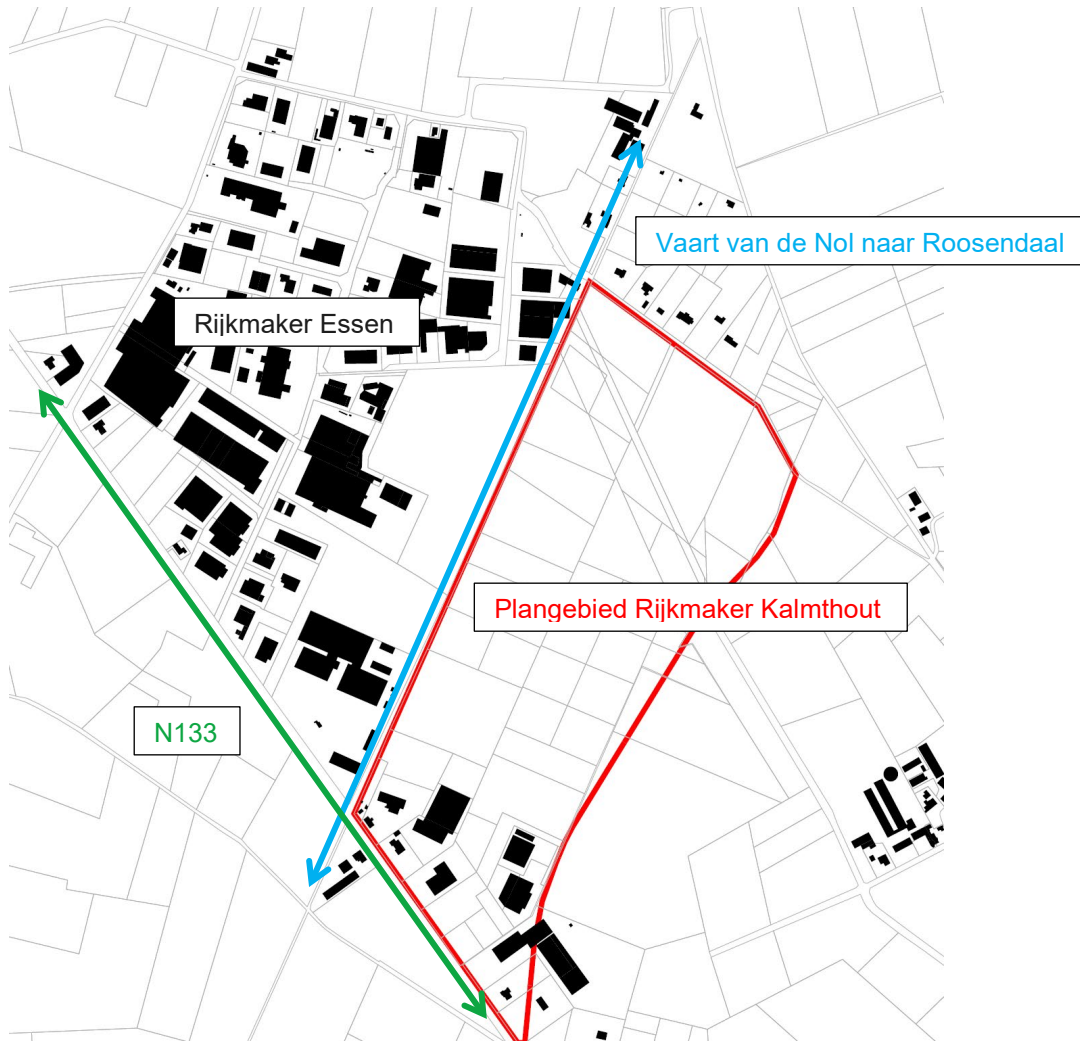 Vaart van de Nol naar Roosendaal
Rijkmaker Essen
Plangebied Rijkmaker Kalmthout
N133